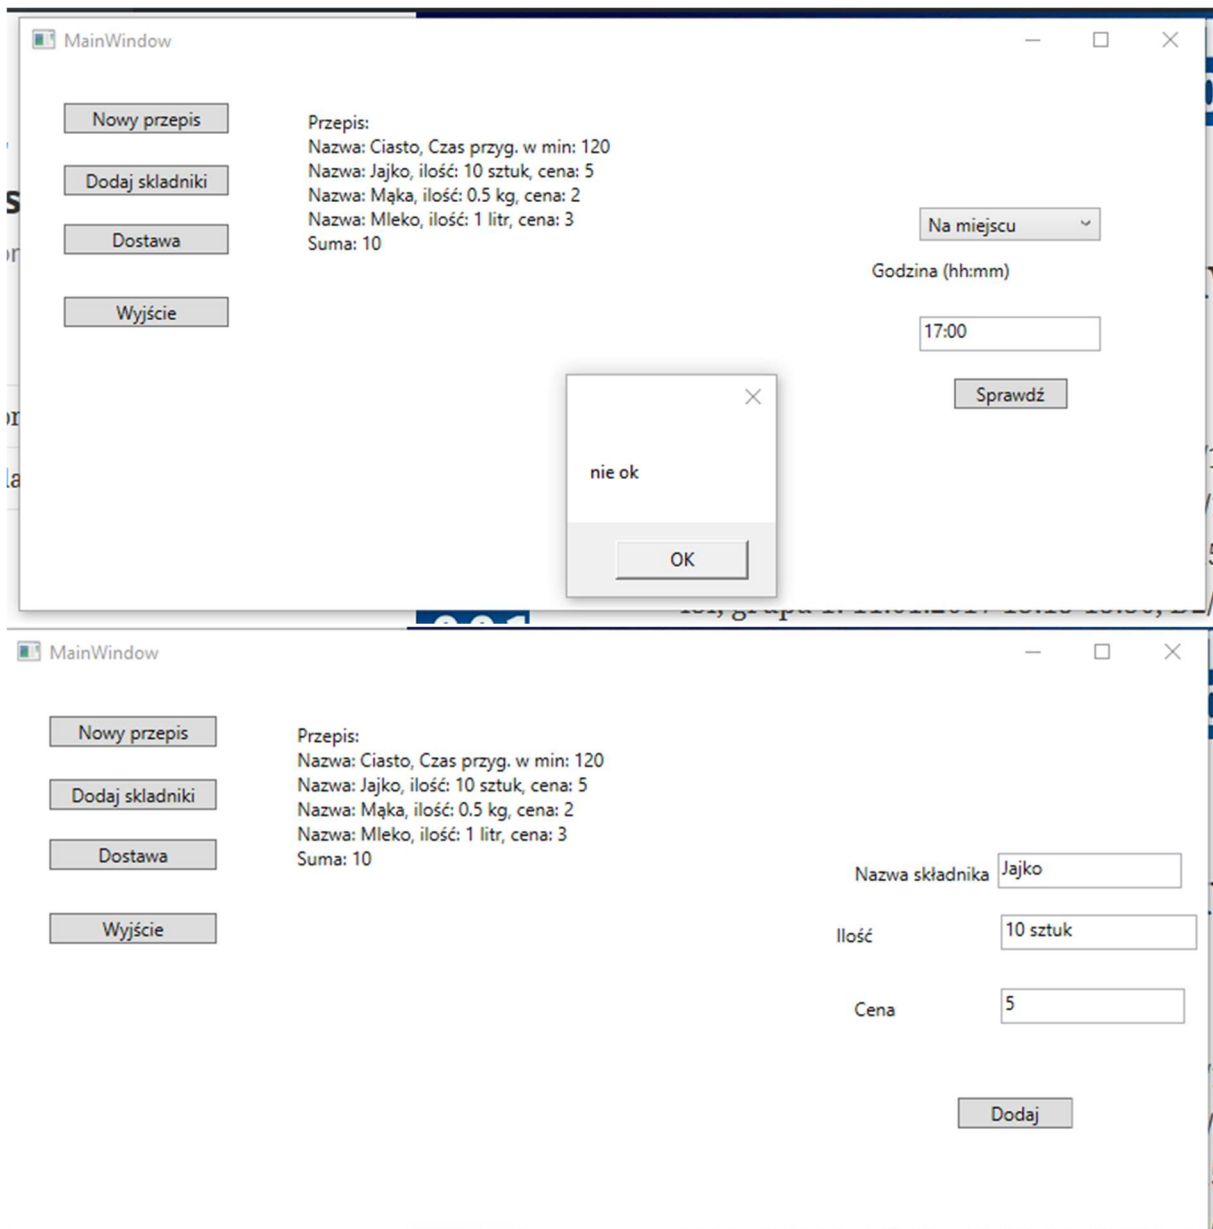 MainWindow
Nowy przepis
Dodaj skladniki
Dostawa
Wyjście
Przepis:
Nazwa: Ciasto, Czas przyg. w min: 120
Nazwa: Jajko, ilość: 10 sztuk, cena: 5
Nazwa: Mąka, ilość: 0.5 kg, cena: 2
Nazwa: Mleko, ilość: 1 litr, cena: 3
Suma: 10
Na miejscu
Godzina (hh:mm)
17:00
Sprawdź
nie ok
OK
MainWindow
Nowy przepis
Dodaj skladniki
Dostawa
Wyjście
Przepis:
Nazwa: Ciasto, Czas przyg. w min: 120
Nazwa: Jajko, ilość: 10 sztuk, cena: 5
Nazwa: Mąka, ilość: 0.5 kg, cena: 2
Nazwa: Mleko, ilość: 1 litr, cena: 3
Suma: 10
Nazwa składnika Jajko
Ilość 10 sztuk
Cena 5
Dodaj